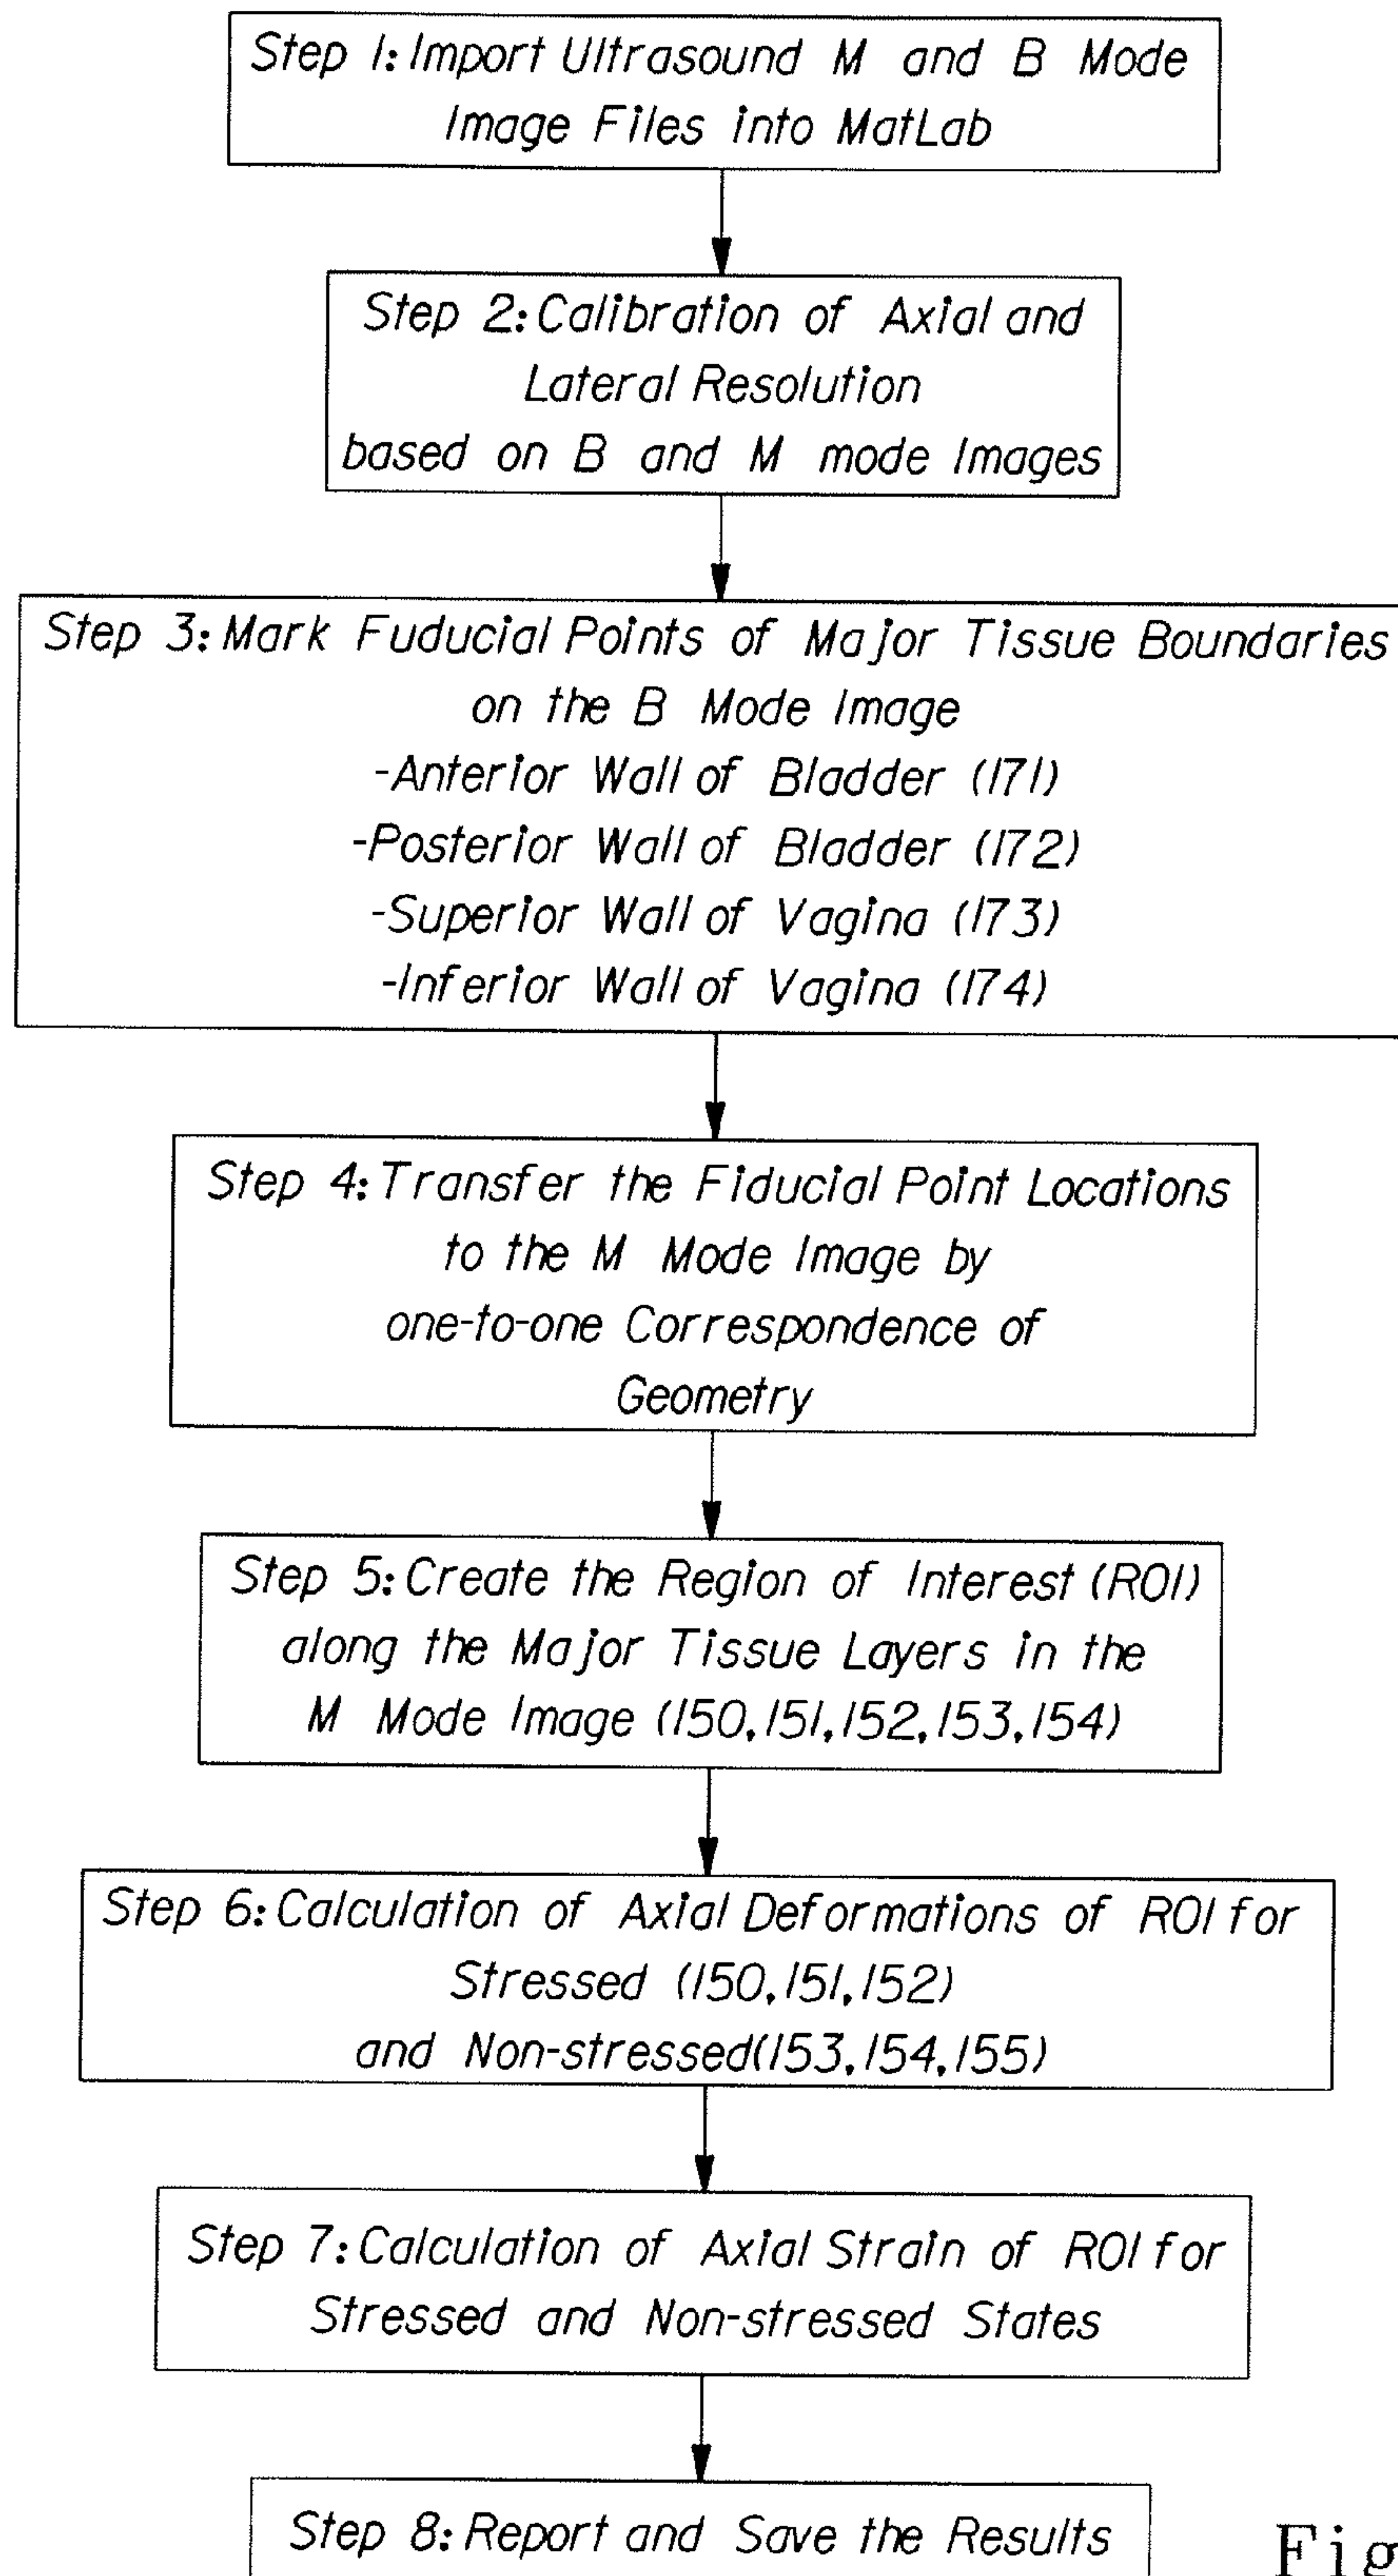 Step 1: Import Ultrasound M and B Mode
Image Files into MatLab
Step 2: Calibration of Axial and
Lateral Resolution
based on B and M mode Images
Step 3: Mark Fuducial Points of Major Tissue Boundaries
on the B Mode Image
-Anterior Wall of Bladder (171)
-Posterior Wall of Bladder (172)
-Superior Wall of Vagina (173)
-Inferior Wall of Vagina (174)
Step 4: Transfer the Fiducial Point Locations
to the M Mode Image by
one-to-one Correspondence of
Geometry
Step 5: Create the Region of Interest (ROI)
along the Major Tissue Layers in the
M Mode Image (150,151,152,153,154)
Step 6: Calculation of Axial Deformations of ROI for
Stressed (150,151,152)
and Non-stressed(153,154,155)
Step 7: Calculation of Axial Strain of ROI for
Stressed and Non-stressed States
Step 8: Report and Save the Results
Fig